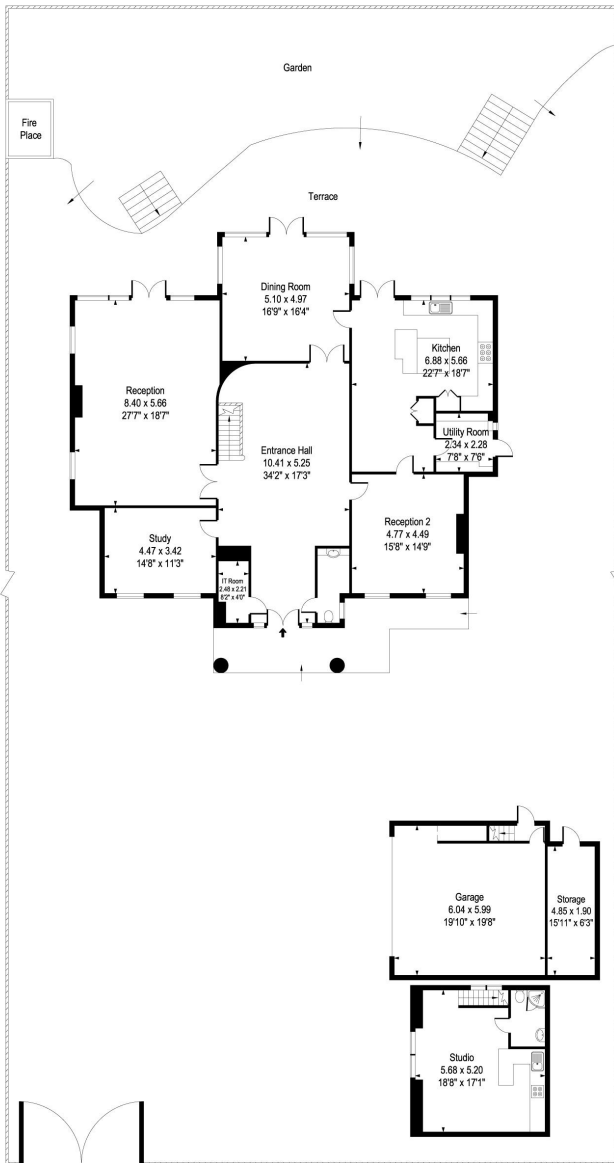 Garden
Fire
Place
Terrace
Dining Room
5.10 x 4.97
16'9" x 16'4"
Kitchen
6.88 x 5.66
22'7" x 18'7"
Reception
8.40 x 5.66
27'7" x 18'7"
Utility Room
2.34 x 2.28
7'8" x 7'6"
Entrance Hall
10.41 x 5.25
34'2" x 17'3"
Reception 2
4.77 x 4.49
15'8" x 14'9"
Study
4.47 x 3.42
14'8" x 11'3"
IT Room
2.48 x 2.21
8'2" x 4'0"
Garage
6.04 x 5.99
19'10" x 19'8"
Storage
4.85 x 1.90
15'11" x 6'3"
Studio
5.68 x 5.20
18'8" x 17'1"